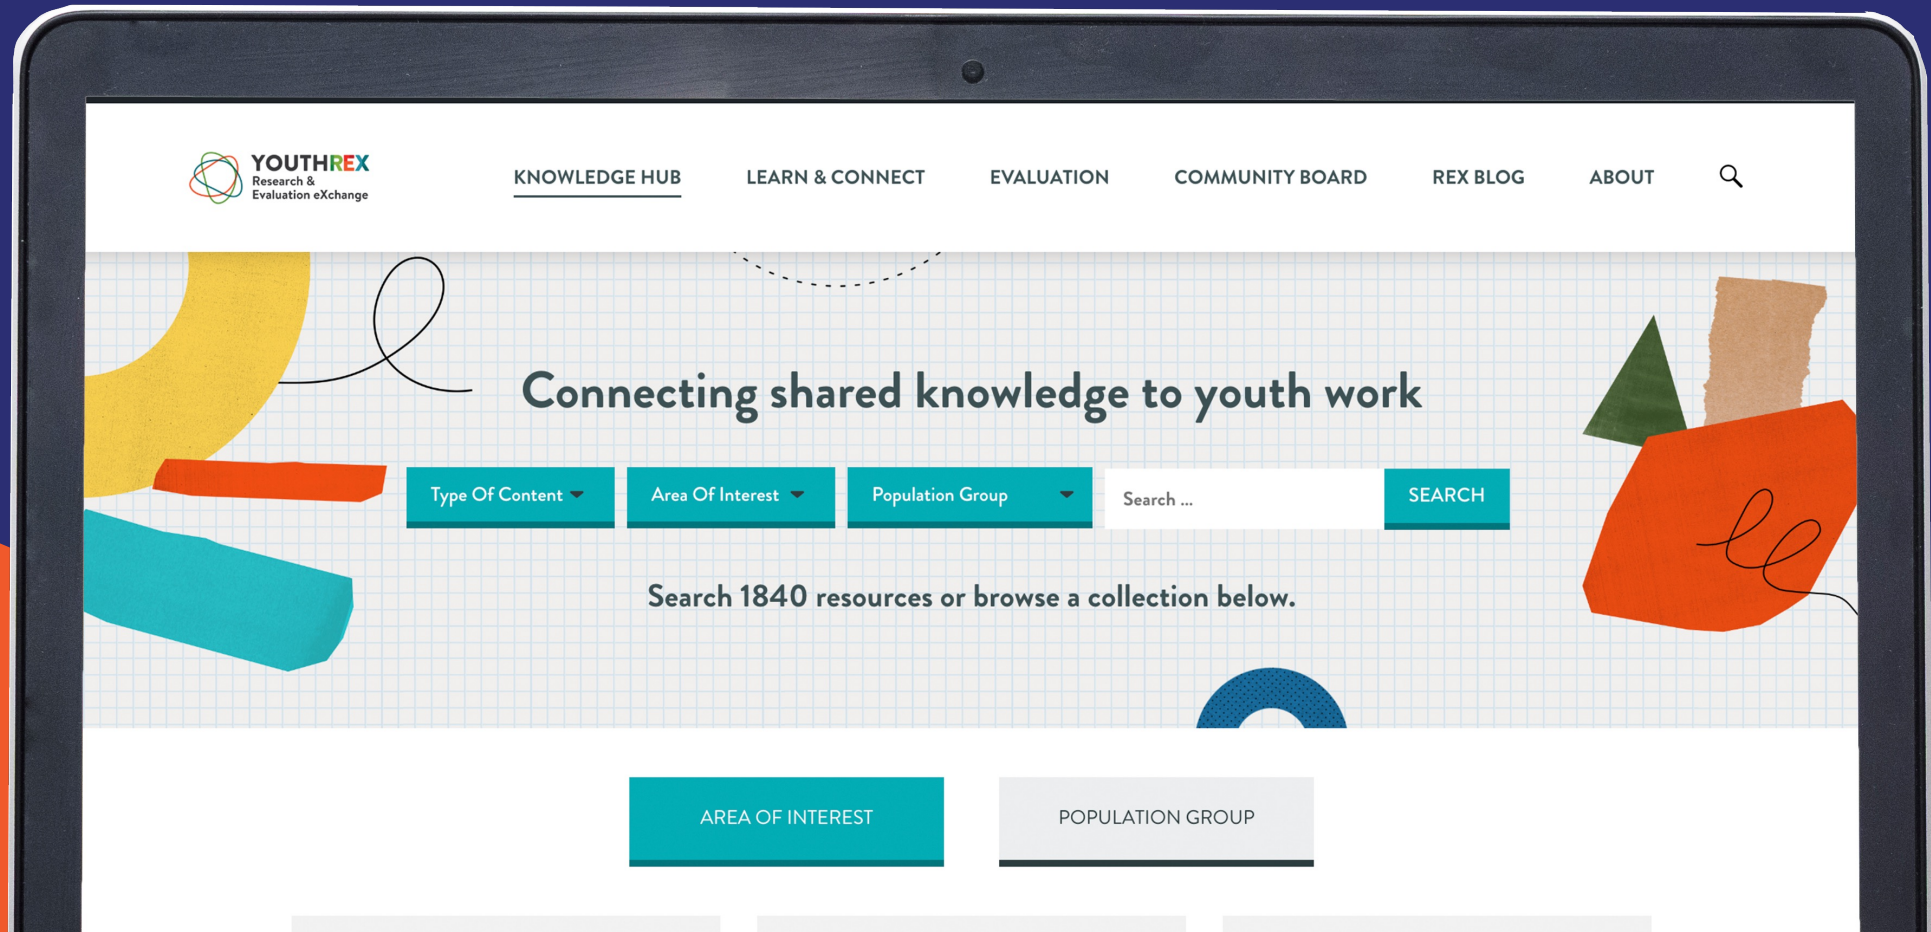 YOUTHREX
Research &
Evaluation eXchange
KNOWLEDGE HUB
LEARN & CONNECT
EVALUATION
COMMUNITY BOARD
REX BLOG
ABOUT
Connecting shared knowledge to youth work
Type Of Content
Area Of Interest
Population Group
Search ...
SEARCH
Search 1840 resources or browse a collection below.
AREA OF INTEREST
POPULATION GROUP